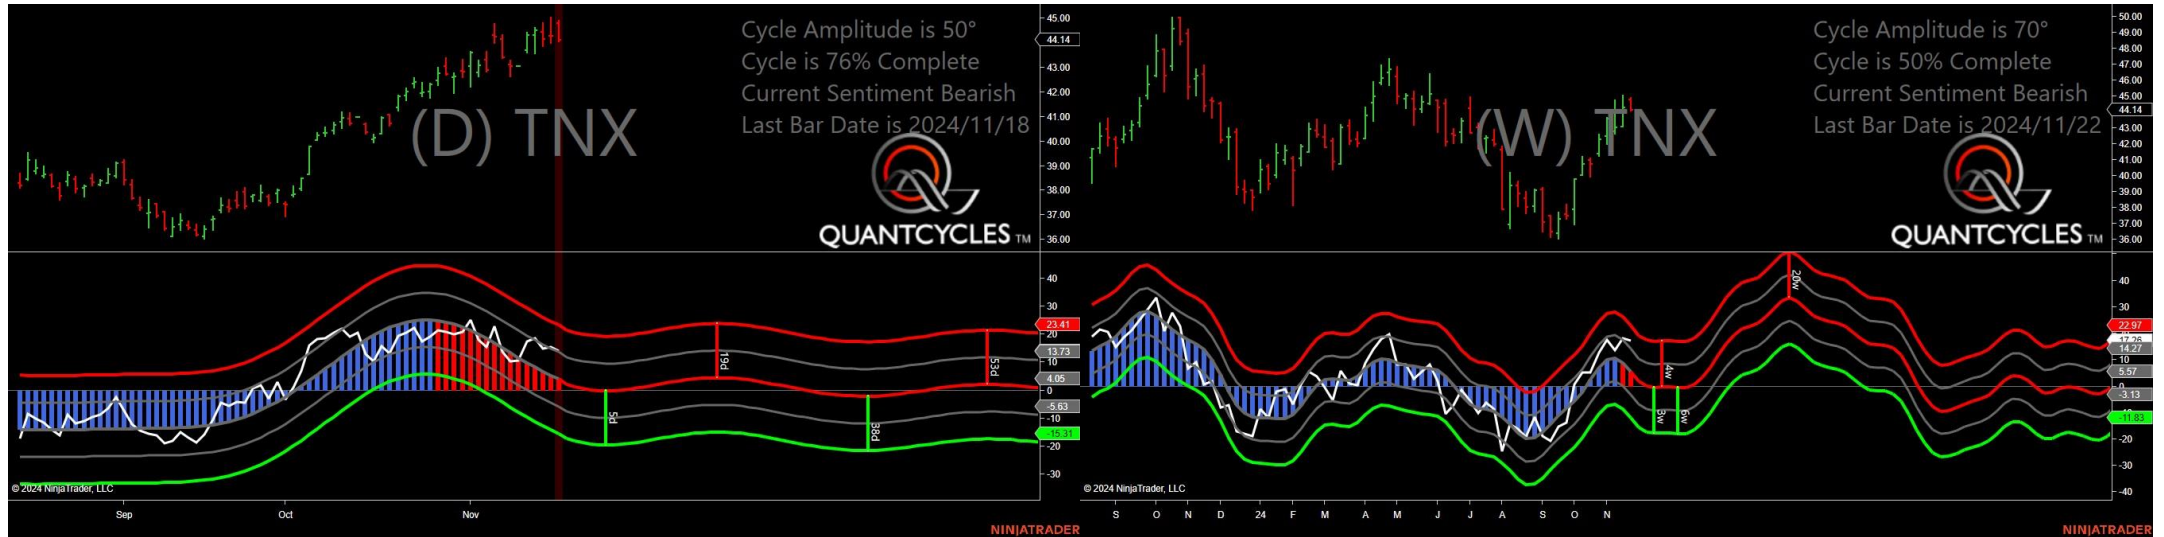 Cycle Amplitude is 50°
Cycle is 76% Complete
Current Sentiment Bearish
Last Bar Date is 2024/11/18
(D) TNX
QUANTCYCLES TM
45.00
44.14
43.00
42.00
41.00
40.00
39.00
38.00
37.00
36.00
40
30
23.41
20
13.73
10
4.05
0
-5.63
-10
-15.31
-20
-30
5d
19d
38d
53d
© 2024 NinjaTrader, LLC
Sep Oct Nov
NINJATRADER
Cycle Amplitude is 70°
Cycle is 50% Complete
Current Sentiment Bearish
Last Bar Date is 2024/11/22
(W) TNX
QUANTCYCLES TM
50.00
49.00
48.00
47.00
46.00
45.00
44.14
43.00
42.00
41.00
40.00
39.00
38.00
37.00
36.00
40
30
22.97
17.26
14.27
10
5.57
0
-3.13
-11.83
-20
-30
-40
3w
4w
6w
20w
© 2024 NinjaTrader, LLC
S O N D 24 F M A M J J A S O N
NINJATRADER